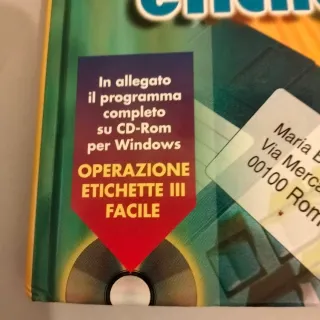 In allegato
il programma
completo
su CD-Rom
per Windows
OPERAZIONE
ETICHETTE III
FACILE
Maria
Via
00100